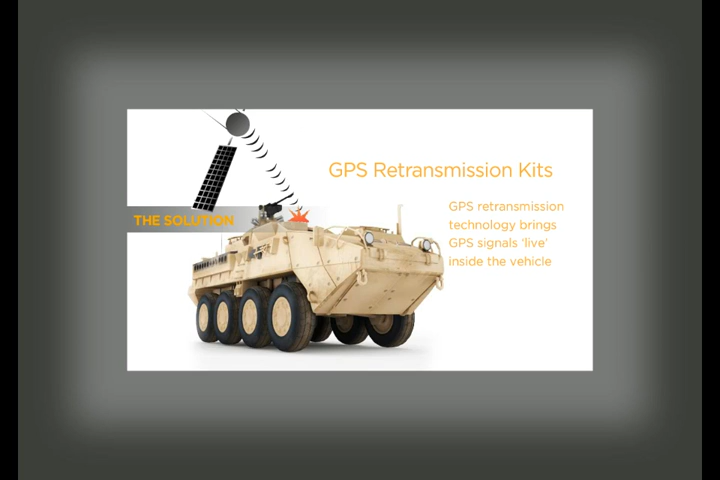 GPS Retransmission Kits
THE SOLUTION
GPS retransmission
technology brings
GPS signals ‘live’
inside the vehicle